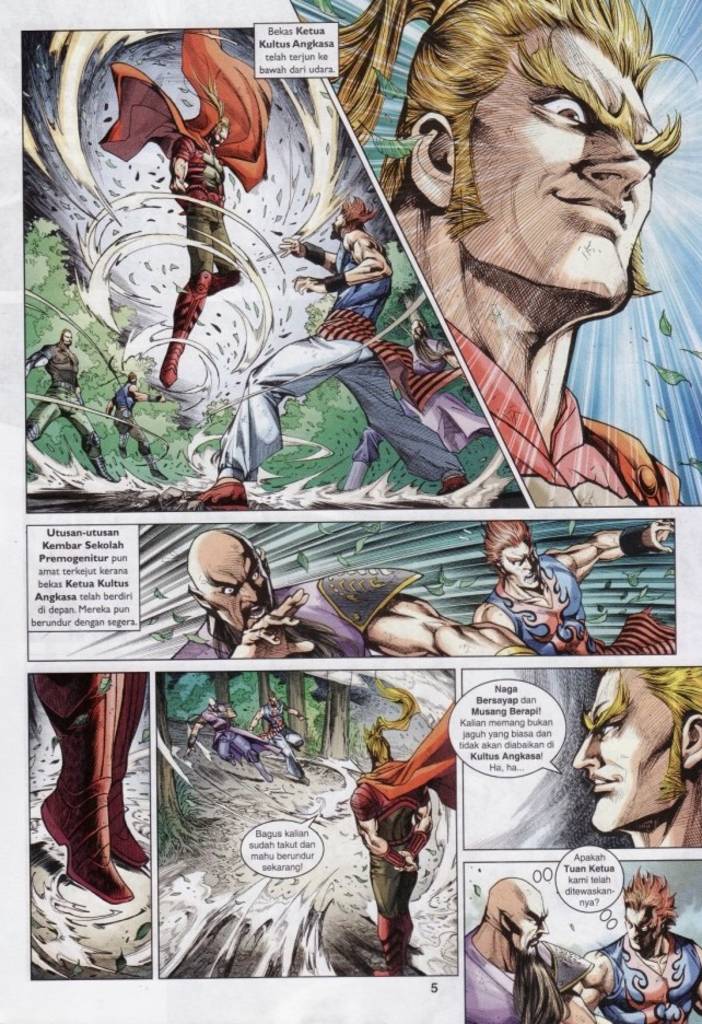 Bekas Ketua
Kultus Angkasa
telah terjun ke
bawah dari udara.
Utusan-utusan
Kembar Sekolah
Premogenitur pun
amat terkejut kerana
bekas Ketua Kultus
Angkasa telah berdiri
di depan. Mereka pun
berundur dengan segera.
Bagus kalian
sudah takut dan
mahu berundur
sekarang!
Naga
Bersayap dan
Musang Berapi!
Kalian memang bukan
jaguh yang biasa dan
tidak akan diabaikan di
Kultus Angkasa!
Ha, ha...
Apakah
Tuan Ketua
kami telah
ditewaskan-
nya?
5